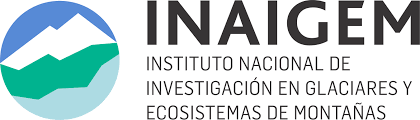 INAIGEM
INSTITUTO NACIONAL DE
INVESTIGACIÓN EN GLACIARES Y
ECOSISTEMAS DE MONTAÑAS